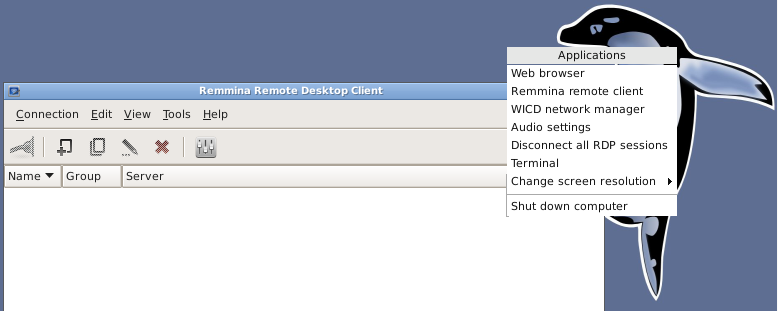 Remmina Remote Desktop Client
Connection Edit View Tools Help
Name Group Server
Applications
Web browser
Remmina remote client
WICD network manager
Audio settings
Disconnect all RDP sessions
Terminal
Change screen resolution
Shut down computer